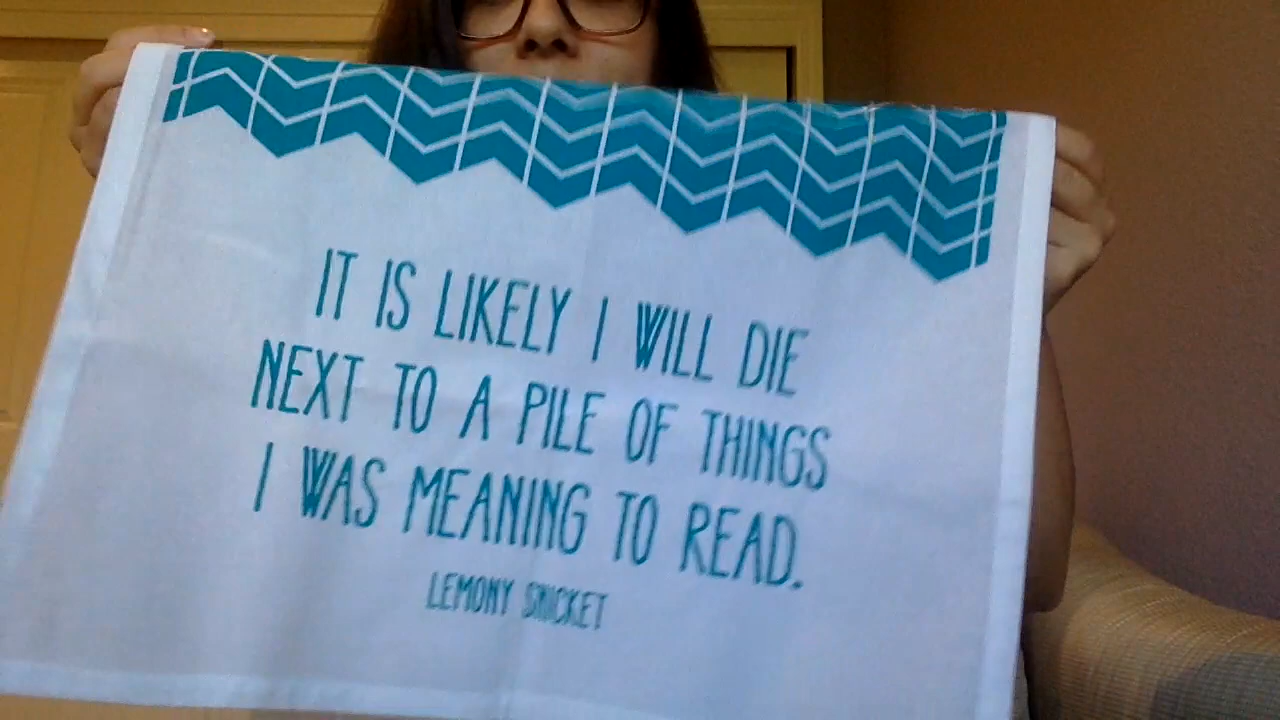 IT IS LIKELY I WILL DIE
NEXT TO A PILE OF THINGS
I WAS MEANING TO READ.
LEMONY SNICKET